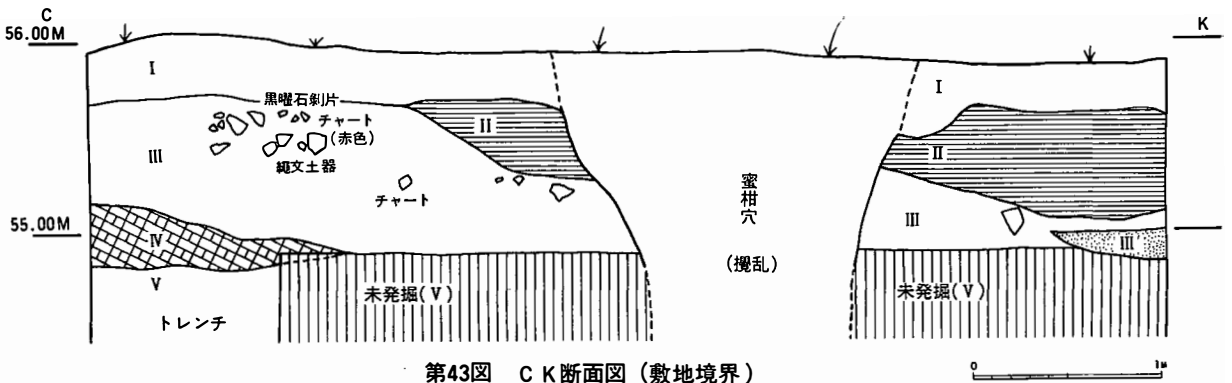 C
K
56.00M
I
I
黒曜石剝片
チャート
(赤色)
II
II
III
縄文土器
蜜柑穴
チャート
55.00M
III
IV
III'
(攪乱)
V
未発掘(V)
未発掘(V)
トレンチ
第43図 CK断面図(敷地境界)
0 1M